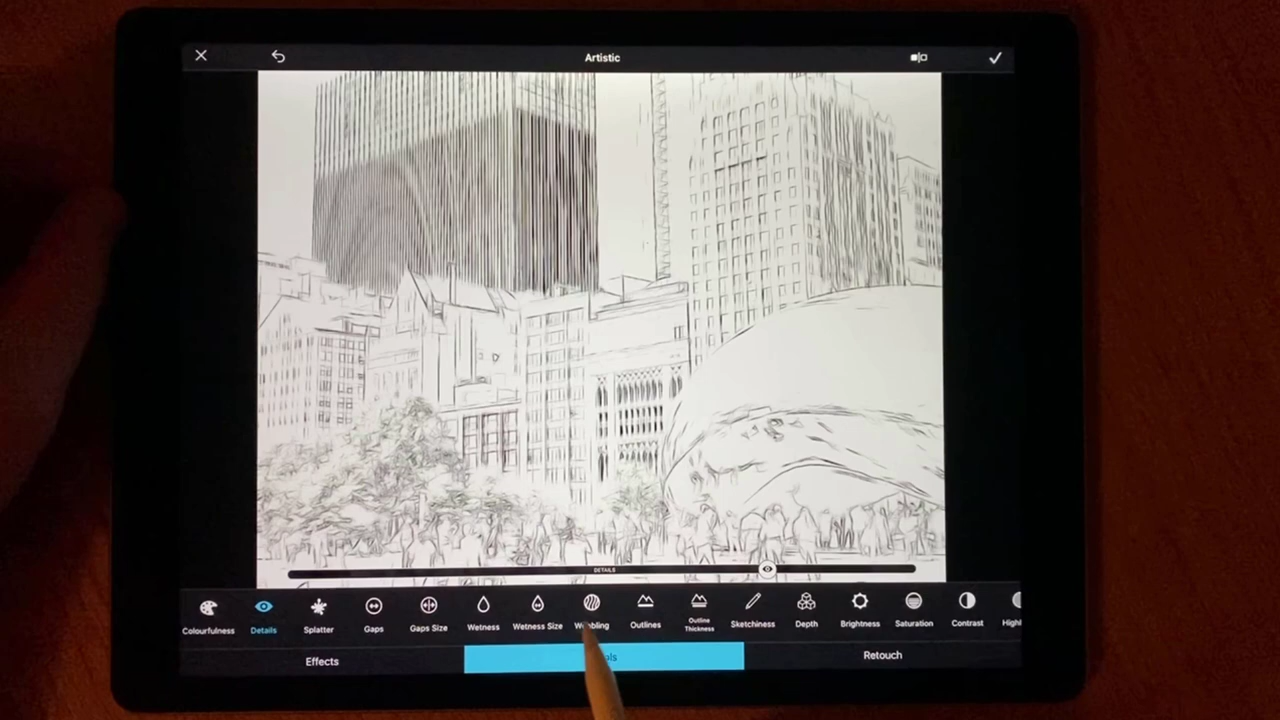 Artistic
DETAILS
Colourfulness
Details
Splatter
Gaps
Gaps Size
Wetness
Wetness Size
Outlines
Outline
Thickness
Sketchiness
Depth
Brightness
Saturation
Contrast
Effects
Retouch